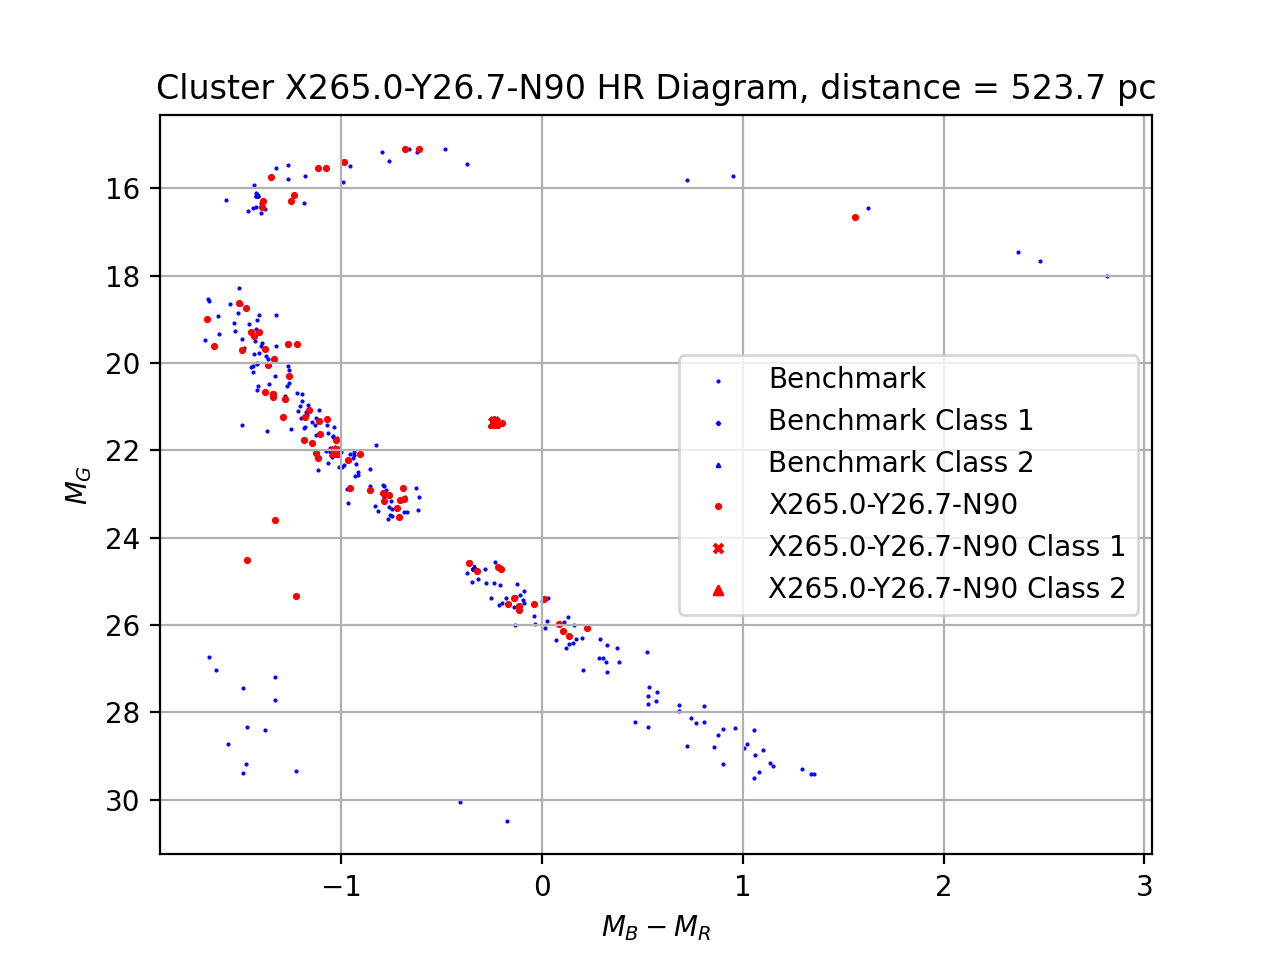 Cluster X265.0-Y26.7-N90 HR Diagram, distance = 523.7 pc
16
18
20
22
24
26
28
30
M_G
Benchmark
Benchmark Class 1
Benchmark Class 2
X265.0-Y26.7-N90
X265.0-Y26.7-N90 Class 1
X265.0-Y26.7-N90 Class 2
−1 0 1 2 3
M_B − M_R